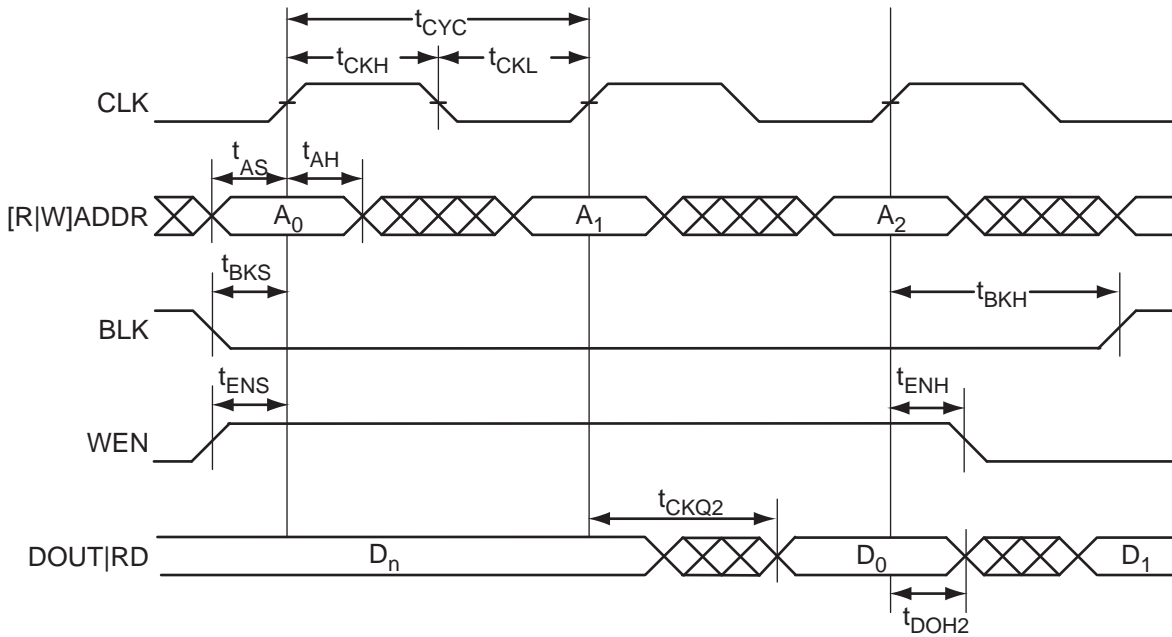 tCYC
tCKH tCKL
CLK
tAS tAH
[R|W]ADDR A0 A1 A2
tBKS tBKH
BLK
tENS tENH
WEN
tCKQ2
DOUT|RD Dn D0 D1
tDOH2